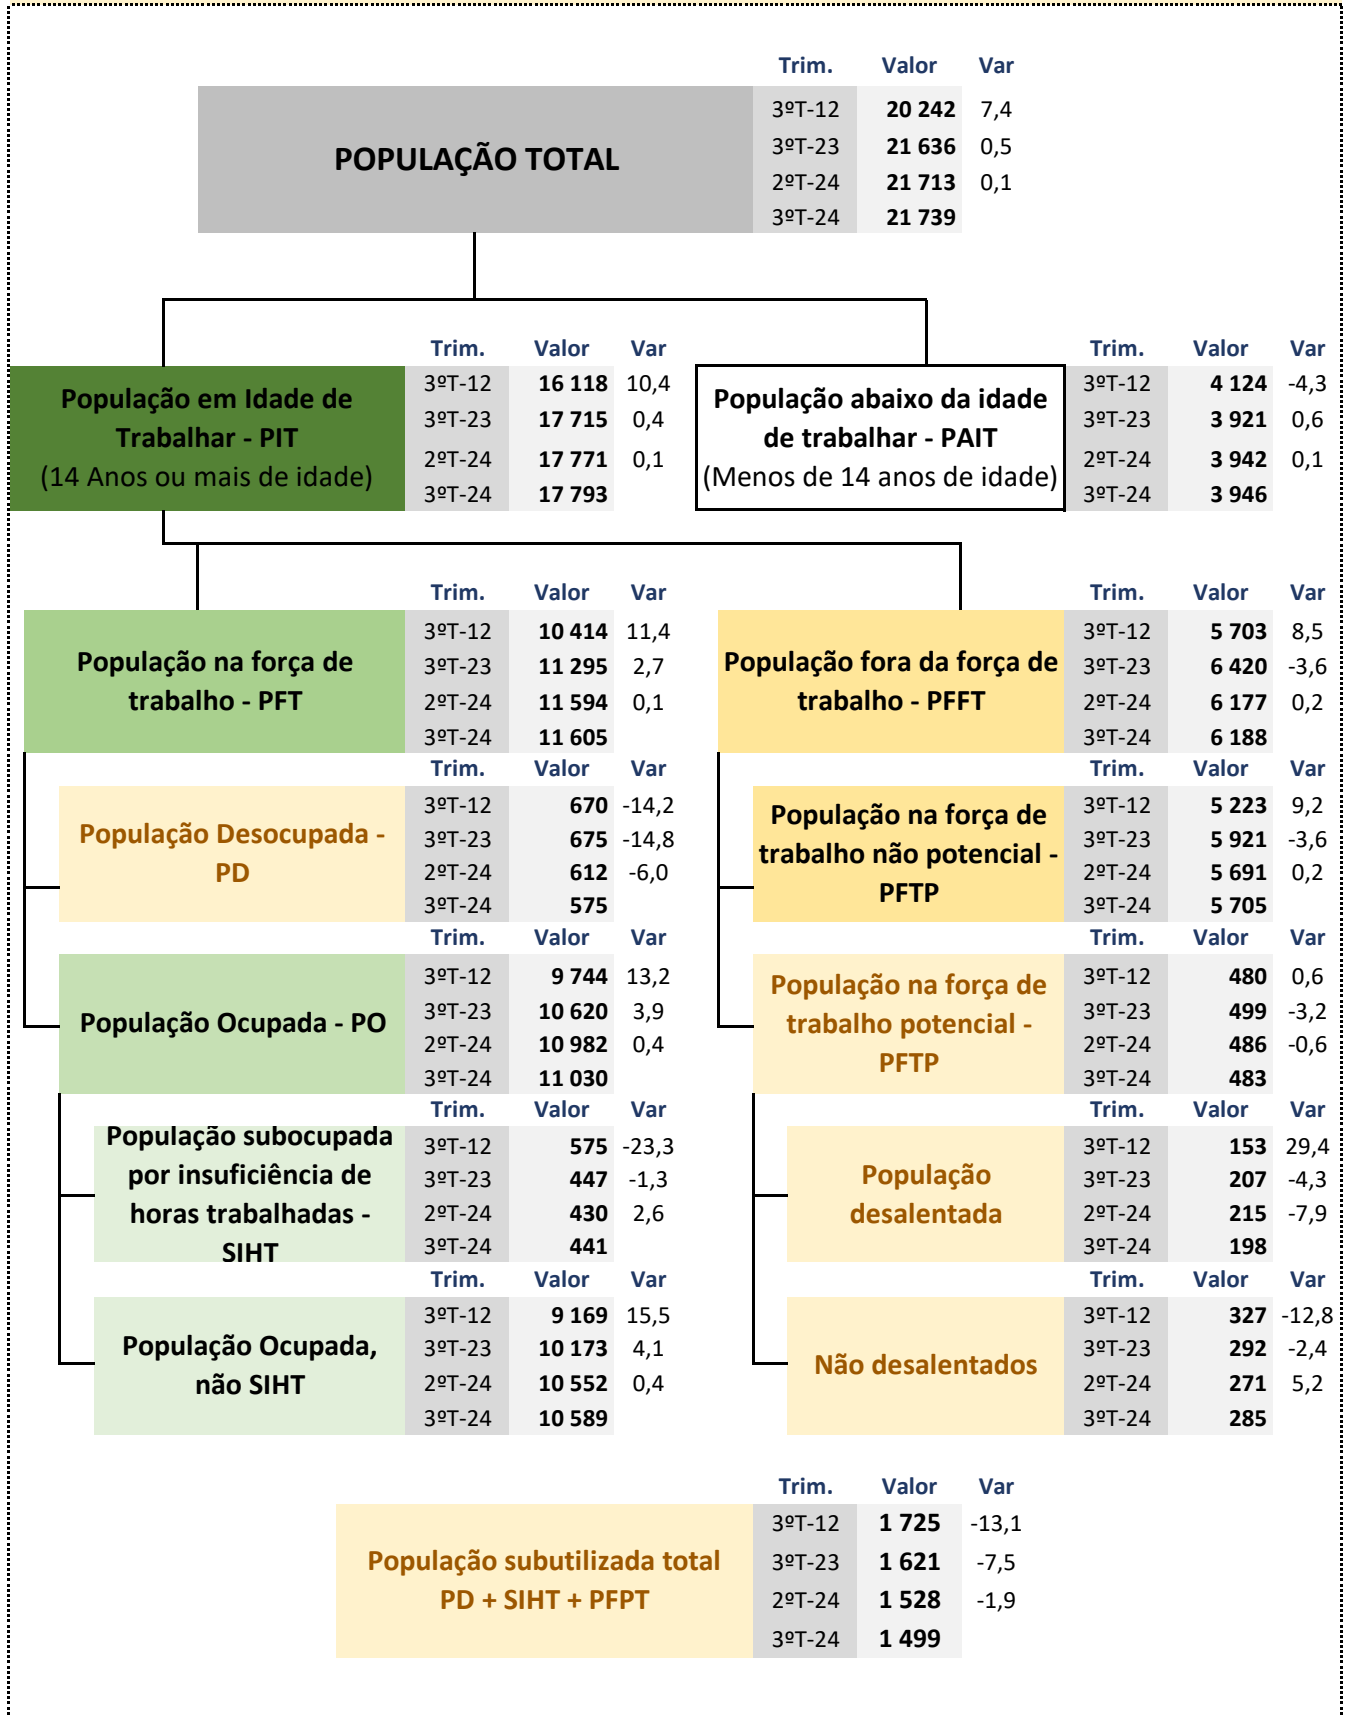 Trim. Valor Var
POPULAÇÃO TOTAL
3ºT-12 20 242 7,4
3ºT-23 21 636 0,5
2ºT-24 21 713 0,1
3ºT-24 21 739
Trim. Valor Var
População em Idade de
Trabalhar - PIT
(14 Anos ou mais de idade)
3ºT-12 16 118 10,4
3ºT-23 17 715 0,4
2ºT-24 17 771 0,1
3ºT-24 17 793
Trim. Valor Var
População abaixo da idade
de trabalhar - PAIT
(Menos de 14 anos de idade)
3ºT-12 4 124 -4,3
3ºT-23 3 921 0,6
2ºT-24 3 942 0,1
3ºT-24 3 946
Trim. Valor Var
População na força de
trabalho - PFT
3ºT-12 10 414 11,4
3ºT-23 11 295 2,7
2ºT-24 11 594 0,1
3ºT-24 11 605
Trim. Valor Var
População fora da força de
trabalho - PFFT
3ºT-12 5 703 8,5
3ºT-23 6 420 -3,6
2ºT-24 6 177 0,2
3ºT-24 6 188
Trim. Valor Var
População Desocupada -
PD
3ºT-12 670 -14,2
3ºT-23 675 -14,8
2ºT-24 612 -6,0
3ºT-24 575
Trim. Valor Var
População na força de
trabalho não potencial -
PFTP
3ºT-12 5 223 9,2
3ºT-23 5 921 -3,6
2ºT-24 5 691 0,2
3ºT-24 5 705
Trim. Valor Var
População Ocupada - PO
3ºT-12 9 744 13,2
3ºT-23 10 620 3,9
2ºT-24 10 982 0,4
3ºT-24 11 030
Trim. Valor Var
População na força de
trabalho potencial -
PFTP
3ºT-12 480 0,6
3ºT-23 499 -3,2
2ºT-24 486 -0,6
3ºT-24 483
Trim. Valor Var
População subocupada
por insuficiência de
horas trabalhadas -
SIHT
3ºT-12 575 -23,3
3ºT-23 447 -1,3
2ºT-24 430 2,6
3ºT-24 441
Trim. Valor Var
População
desalentada
3ºT-12 153 29,4
3ºT-23 207 -4,3
2ºT-24 215 -7,9
3ºT-24 198
Trim. Valor Var
População Ocupada,
não SIHT
3ºT-12 9 169 15,5
3ºT-23 10 173 4,1
2ºT-24 10 552 0,4
3ºT-24 10 589
Trim. Valor Var
Não desalentados
3ºT-12 327 -12,8
3ºT-23 292 -2,4
2ºT-24 271 5,2
3ºT-24 285
Trim. Valor Var
População subutilizada total
PD + SIHT + PFPT
3ºT-12 1 725 -13,1
3ºT-23 1 621 -7,5
2ºT-24 1 528 -1,9
3ºT-24 1 499